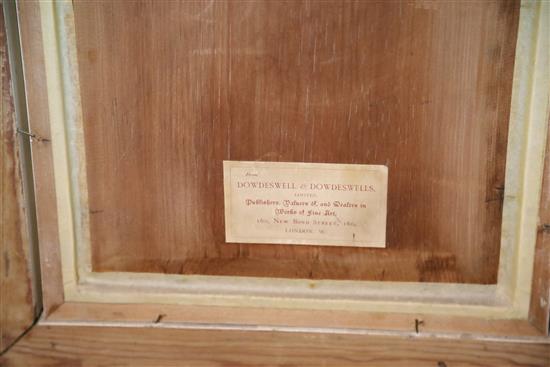 From
DOWDESWELL & DOWDESWELLS,
LIMITED,
Publishers, Valuers of, and Dealers in
Works of Fine Art,
160, NEW BOND STREET, 160,
LONDON. W.